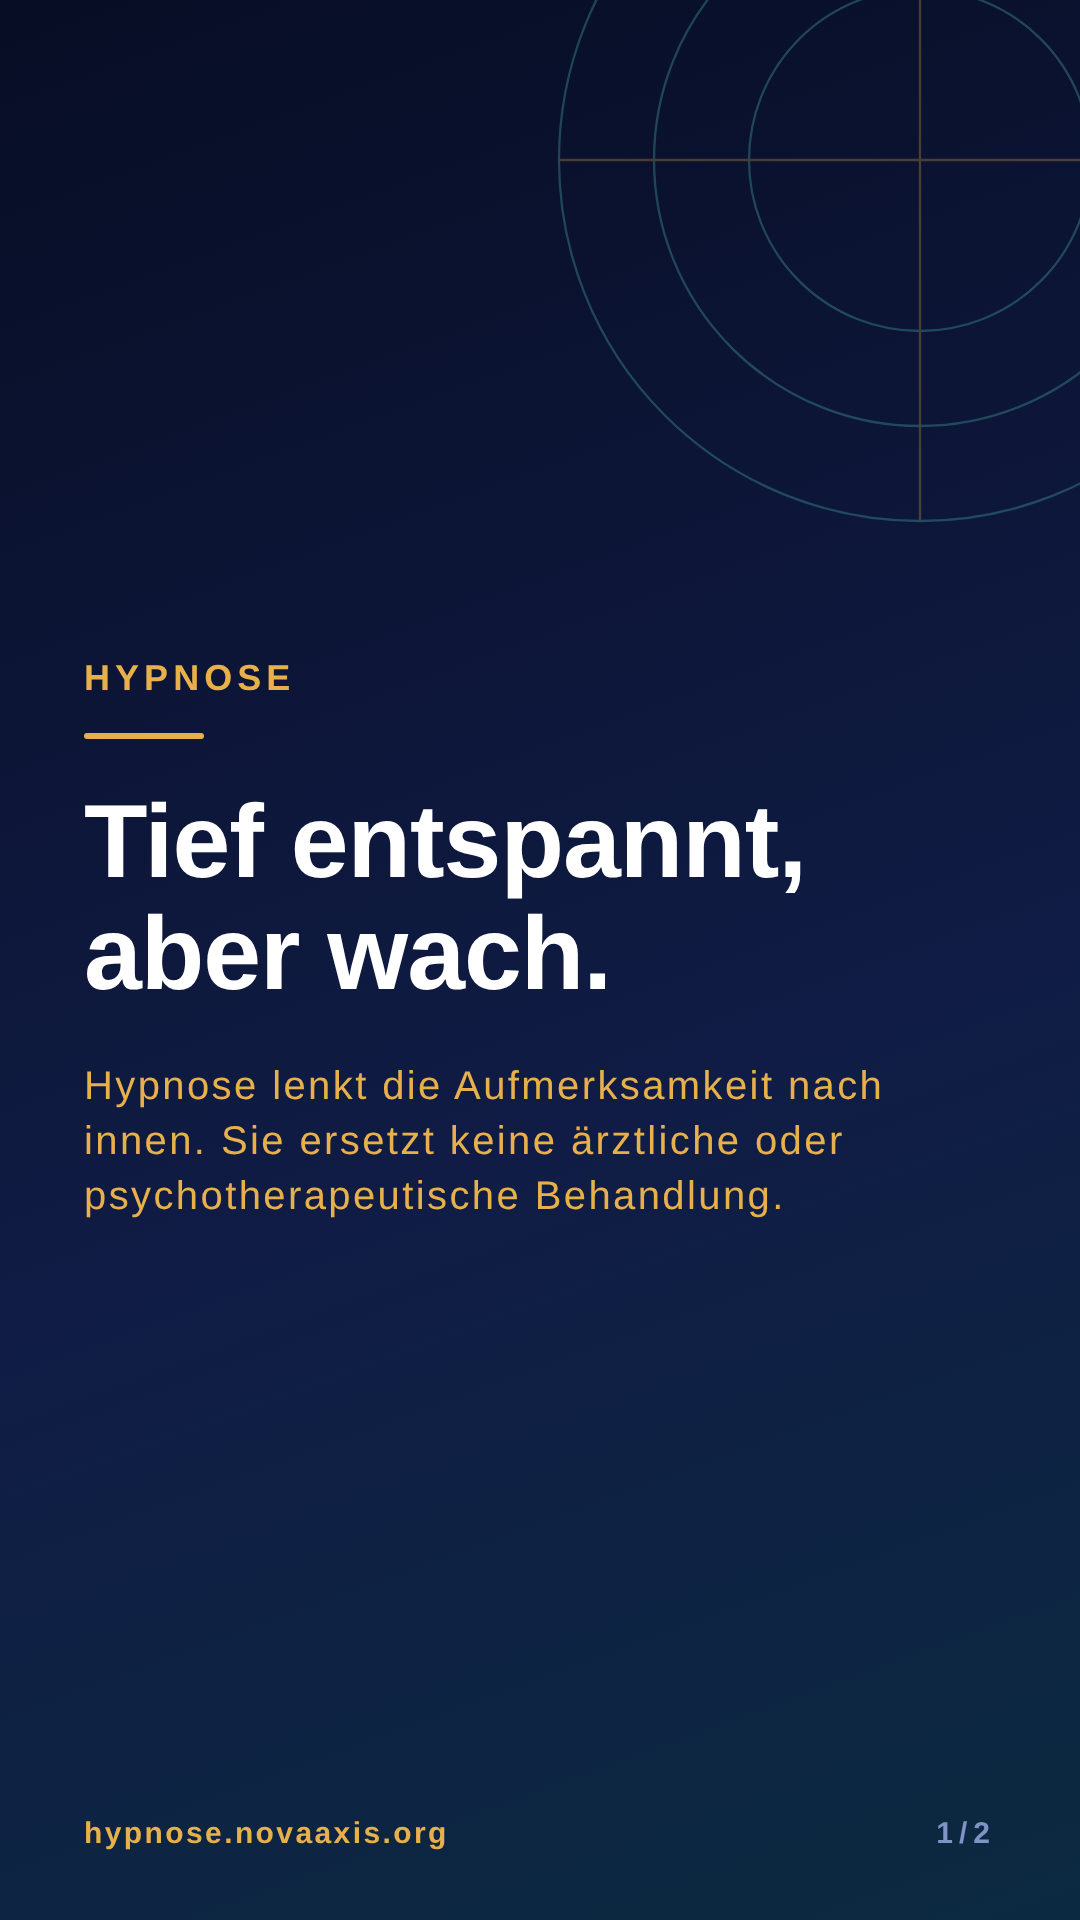 HYPNOSE
Tief entspannt,
aber wach.
Hypnose lenkt die Aufmerksamkeit nach
innen. Sie ersetzt keine ärztliche oder
psychotherapeutische Behandlung.
hypnose.novaaxis.org
1/2